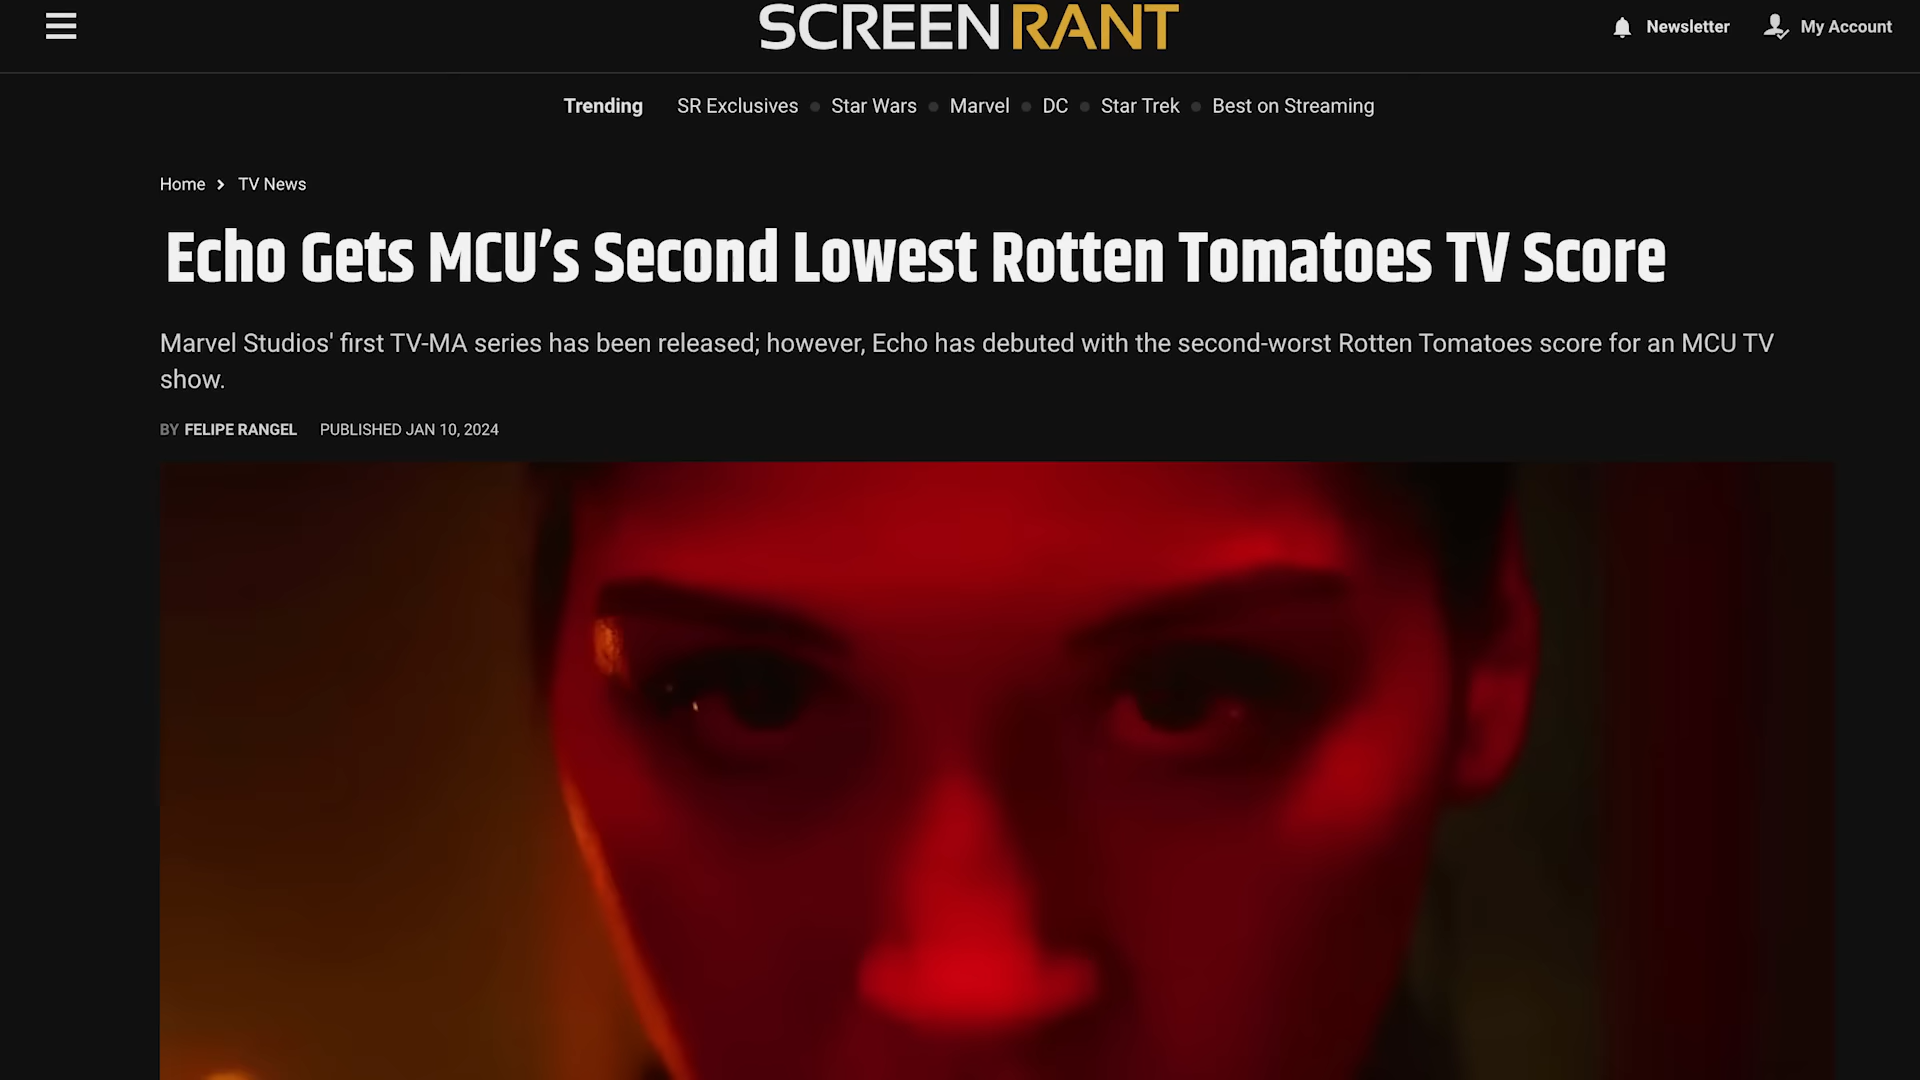 SCREENRANT
Newsletter
My Account
Trending
SR Exclusives
Star Wars
Marvel
DC
Star Trek
Best on Streaming
Home
TV News
Echo Gets MCU’s Second Lowest Rotten Tomatoes TV Score
Marvel Studios' first TV-MA series has been released; however, Echo has debuted with the second-worst Rotten Tomatoes score for an MCU TV
show.
BY FELIPE RANGEL PUBLISHED JAN 10, 2024